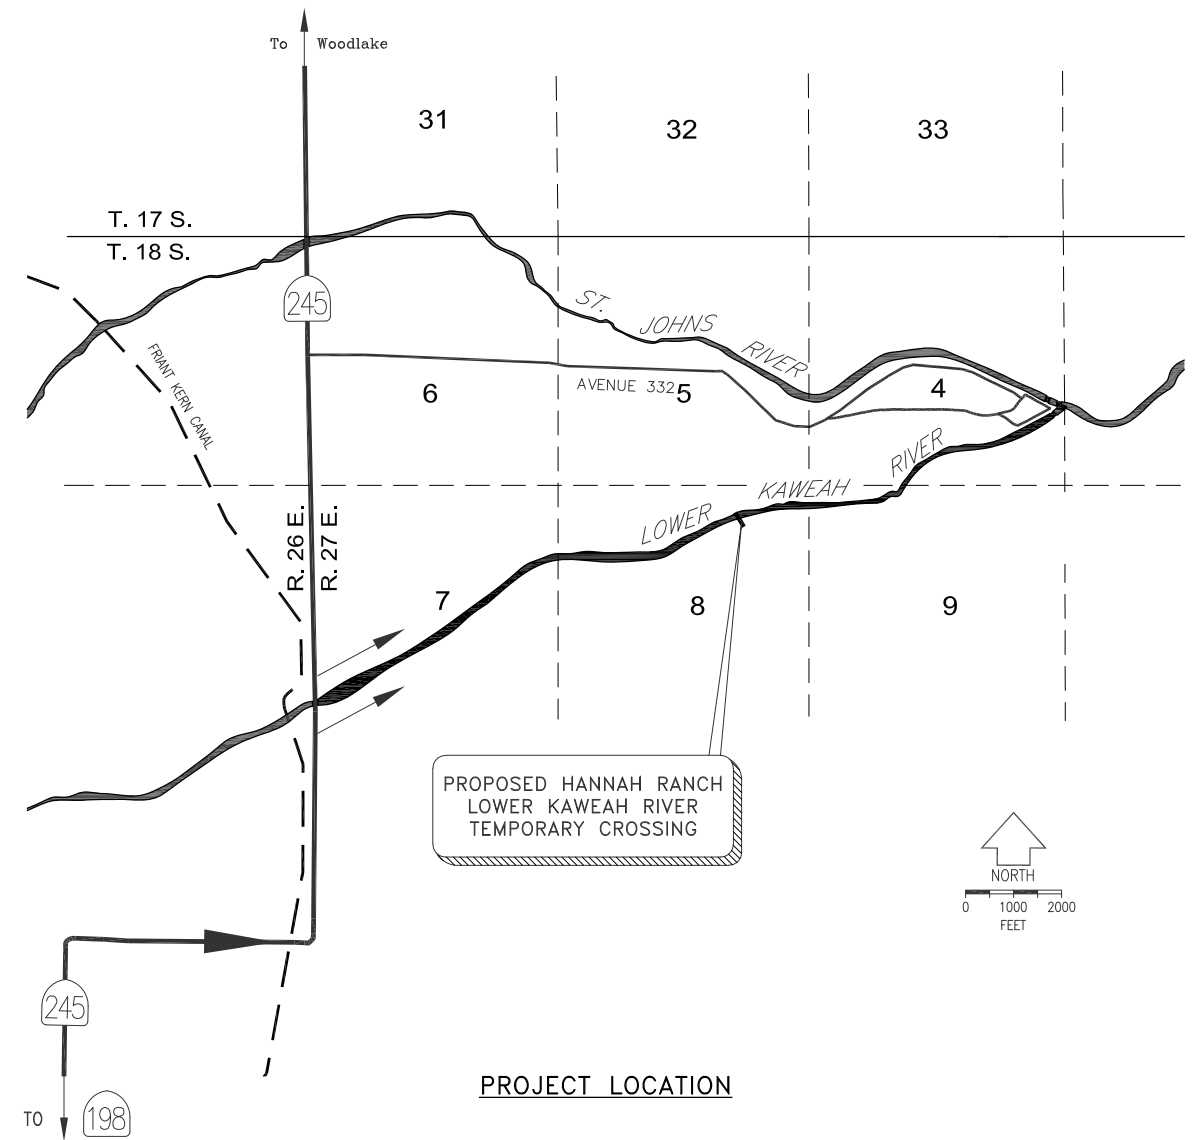 To Woodlake
31
32
33
T. 17 S.
T. 18 S.
245
ST. JOHNS RIVER
FRIANT KERN CANAL
AVENUE 332
6
5
4
R. 26 E.
R. 27 E.
LOWER KAWEAH RIVER
7
8
9
PROPOSED HANNAH RANCH
LOWER KAWEAH RIVER
TEMPORARY CROSSING
NORTH
0 1000 2000
FEET
245
TO 198
PROJECT LOCATION